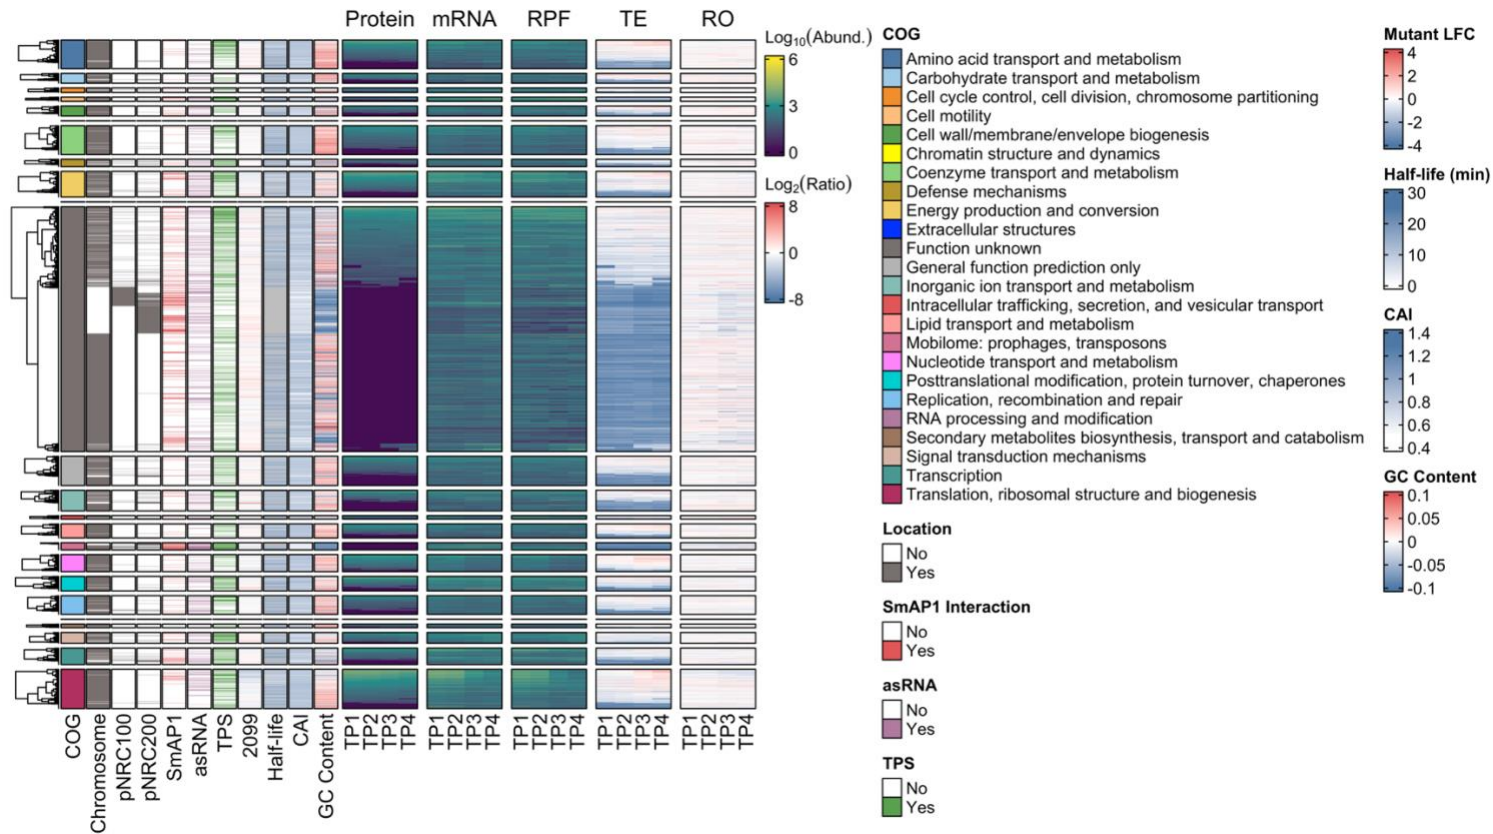 Protein mRNA RPF TE RO
Log10(Abund.)
6
3
0
Log2(Ratio)
8
0
-8
COG
Chromosome
pNRC100
pNRC200
SmAP1
asRNA
TPS
2099
Half-life
CAI
GC Content
TP1
TP2
TP3
TP4
TP1
TP2
TP3
TP4
TP1
TP2
TP3
TP4
TP1
TP2
TP3
TP4
TP1
TP2
TP3
TP4
COG
Amino acid transport and metabolism
Carbohydrate transport and metabolism
Cell cycle control, cell division, chromosome partitioning
Cell motility
Cell wall/membrane/envelope biogenesis
Chromatin structure and dynamics
Coenzyme transport and metabolism
Defense mechanisms
Energy production and conversion
Extracellular structures
Function unknown
General function prediction only
Inorganic ion transport and metabolism
Intracellular trafficking, secretion, and vesicular transport
Lipid transport and metabolism
Mobilome: prophages, transposons
Nucleotide transport and metabolism
Posttranslational modification, protein turnover, chaperones
Replication, recombination and repair
RNA processing and modification
Secondary metabolites biosynthesis, transport and catabolism
Signal transduction mechanisms
Transcription
Translation, ribosomal structure and biogenesis
Location
No
Yes
SmAP1 Interaction
No
Yes
asRNA
No
Yes
TPS
No
Yes
Mutant LFC
4
2
0
-2
-4
Half-life (min)
30
20
10
0
CAI
1.4
1.2
1
0.8
0.6
0.4
GC Content
0.1
0.05
0
-0.05
-0.1